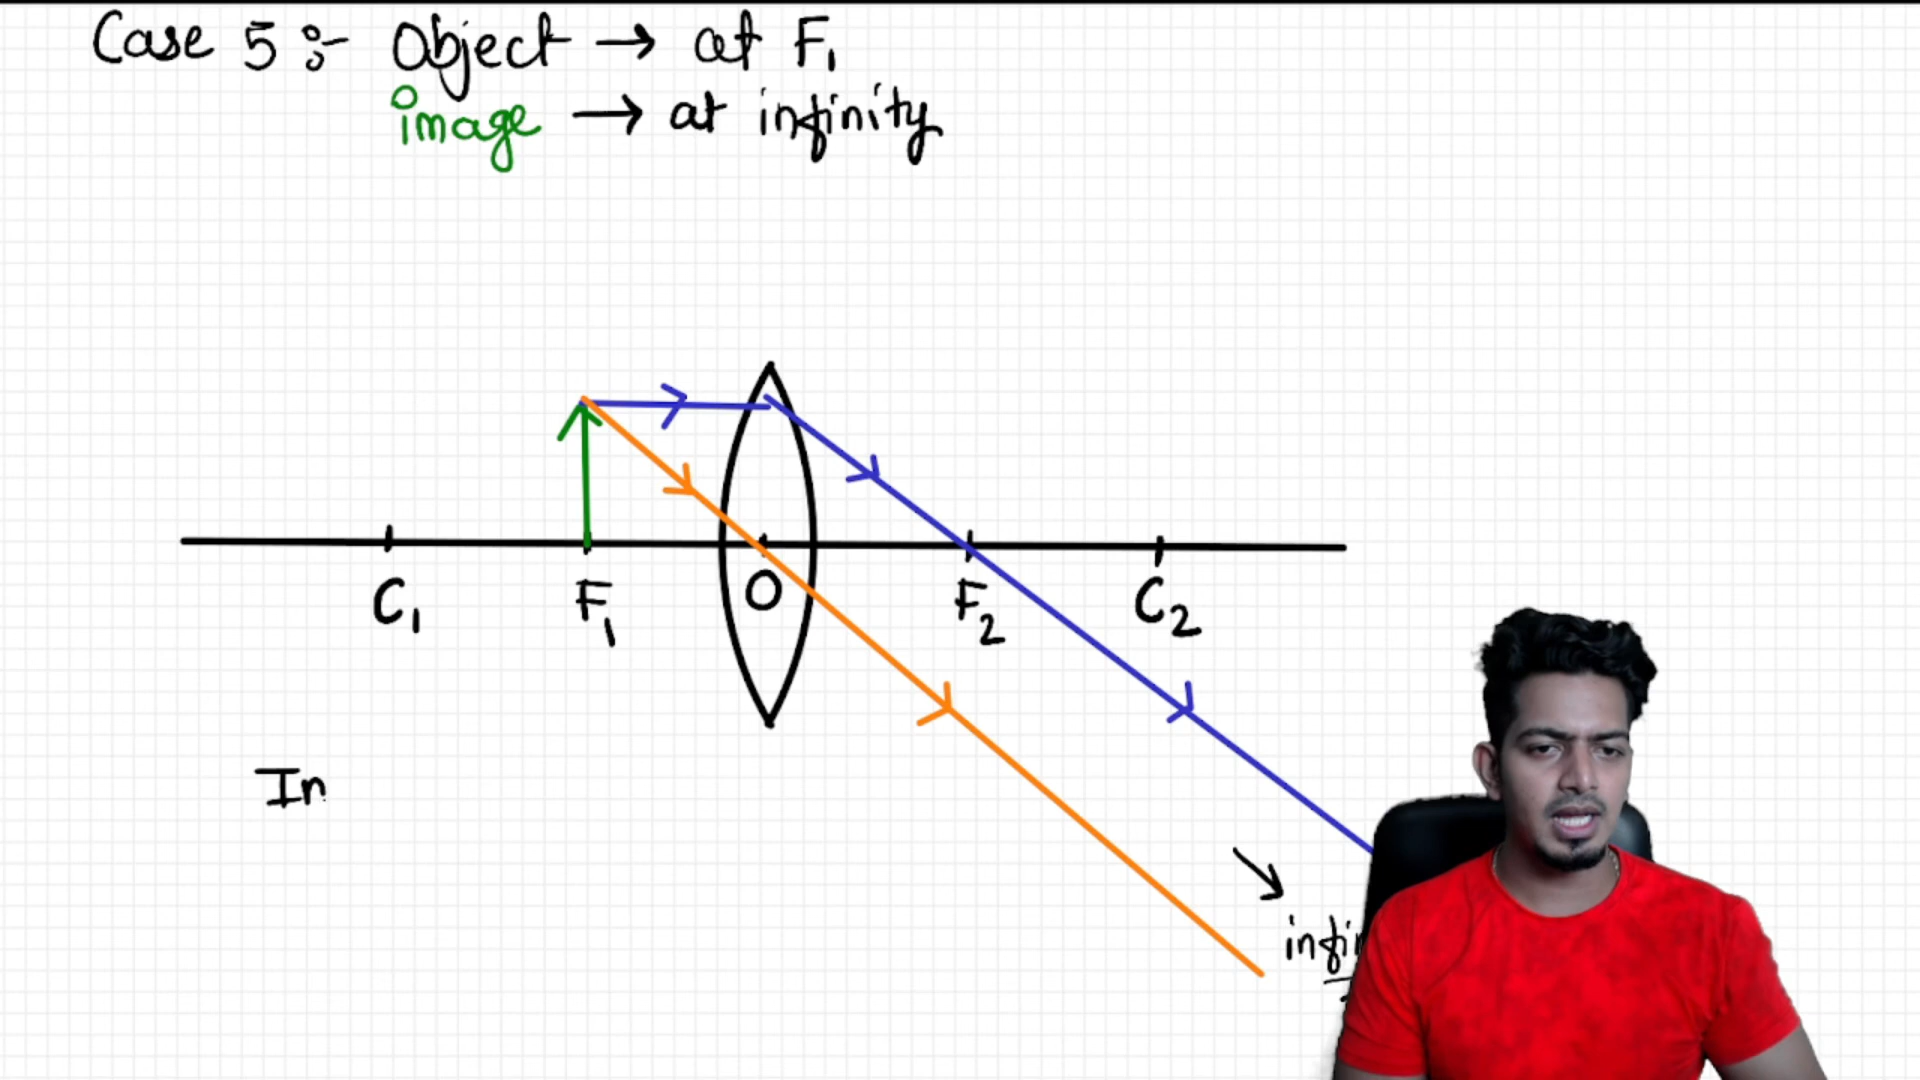 Case 5 :- Object → at F₁
image → at infinity
C₁ F₁ O F₂ C₂
In